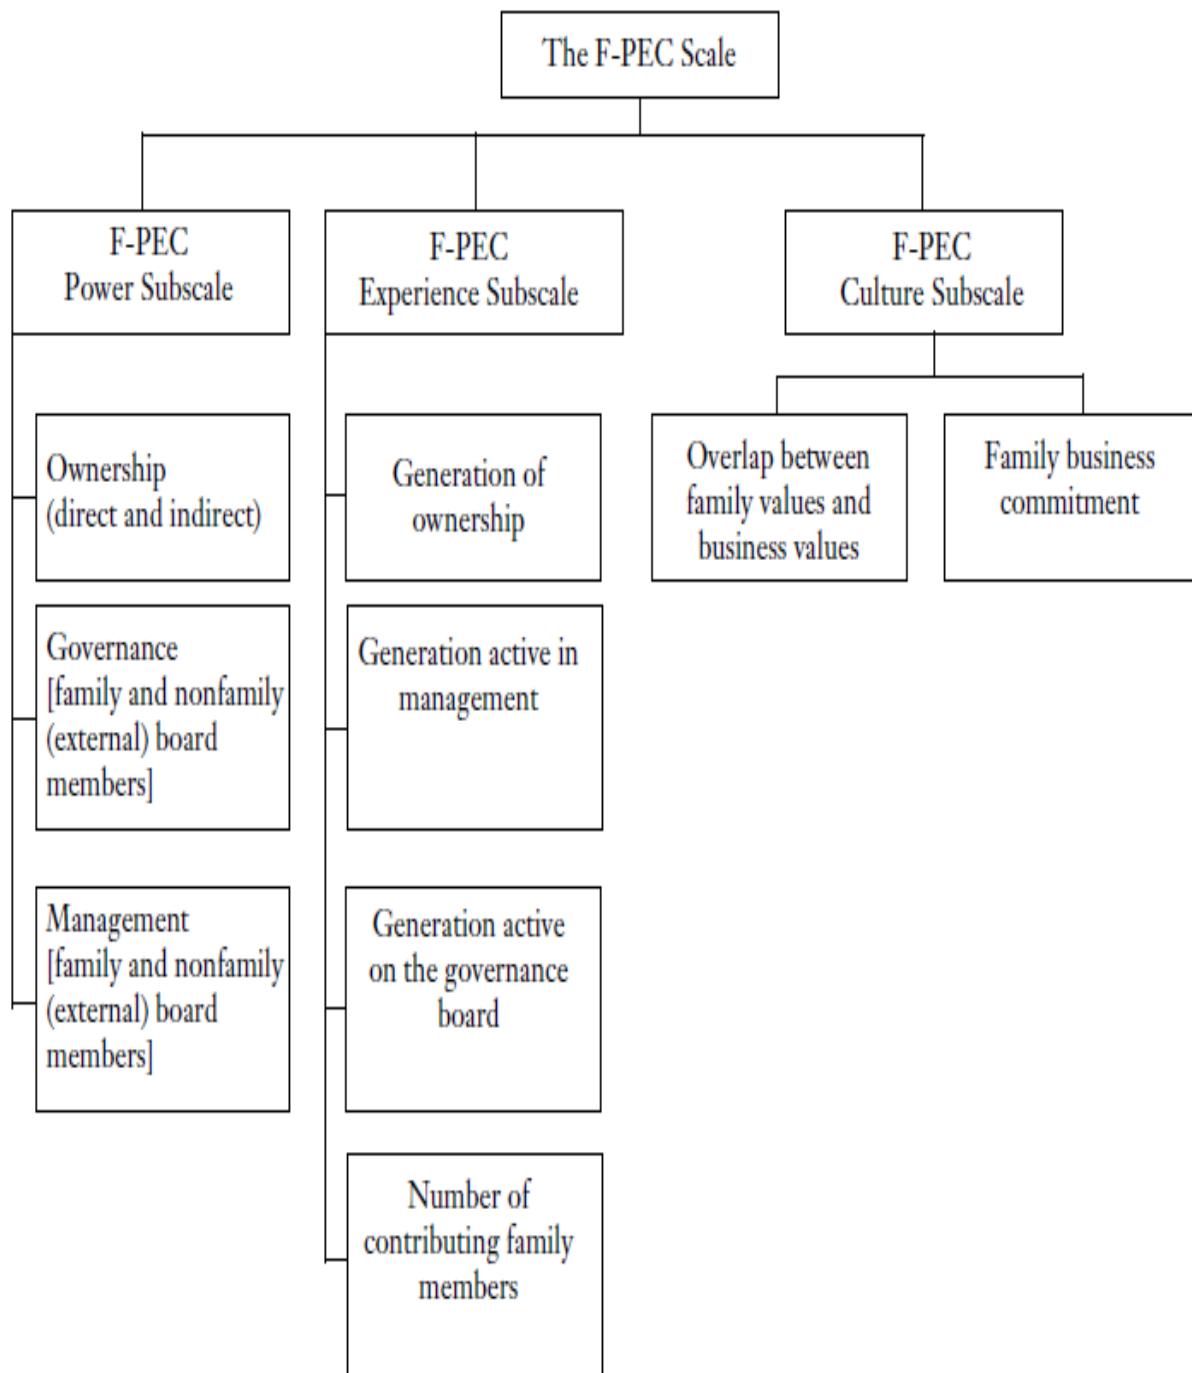 The F-PEC Scale
F-PEC
Power Subscale
F-PEC
Experience Subscale
F-PEC
Culture Subscale
Ownership
(direct and indirect)
Governance
[family and nonfamily
(external) board
members]
Management
[family and nonfamily
(external) board
members]
Generation of
ownership
Generation active in
management
Generation active
on the governance
board
Number of
contributing family
members
Overlap between
family values and
business values
Family business
commitment